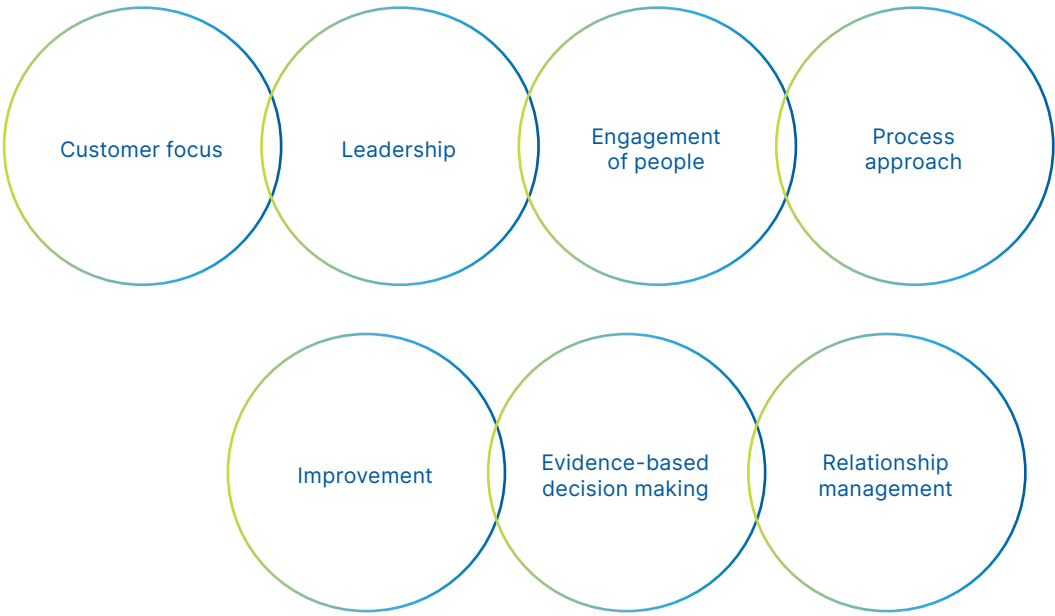 Customer focus
Leadership
Engagement
of people
Process
approach
Improvement
Evidence-based
decision making
Relationship
management